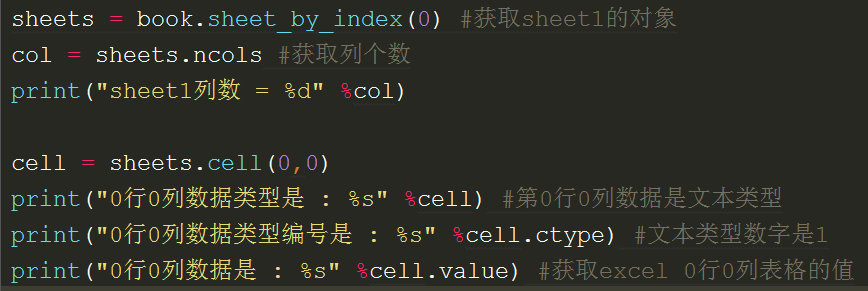 sheets = book.sheet_by_index(0) #获取sheet1的对象
col = sheets.ncols #获取列个数
print("sheet1列数 = %d" %col)
cell = sheets.cell(0,0)
print("0行0列数据类型是 : %s" %cell) #第0行0列数据是文本类型
print("0行0列数据类型编号是 : %s" %cell.ctype) #文本类型数字是1
print("0行0列数据是 : %s" %cell.value) #获取excel 0行0列表格的值